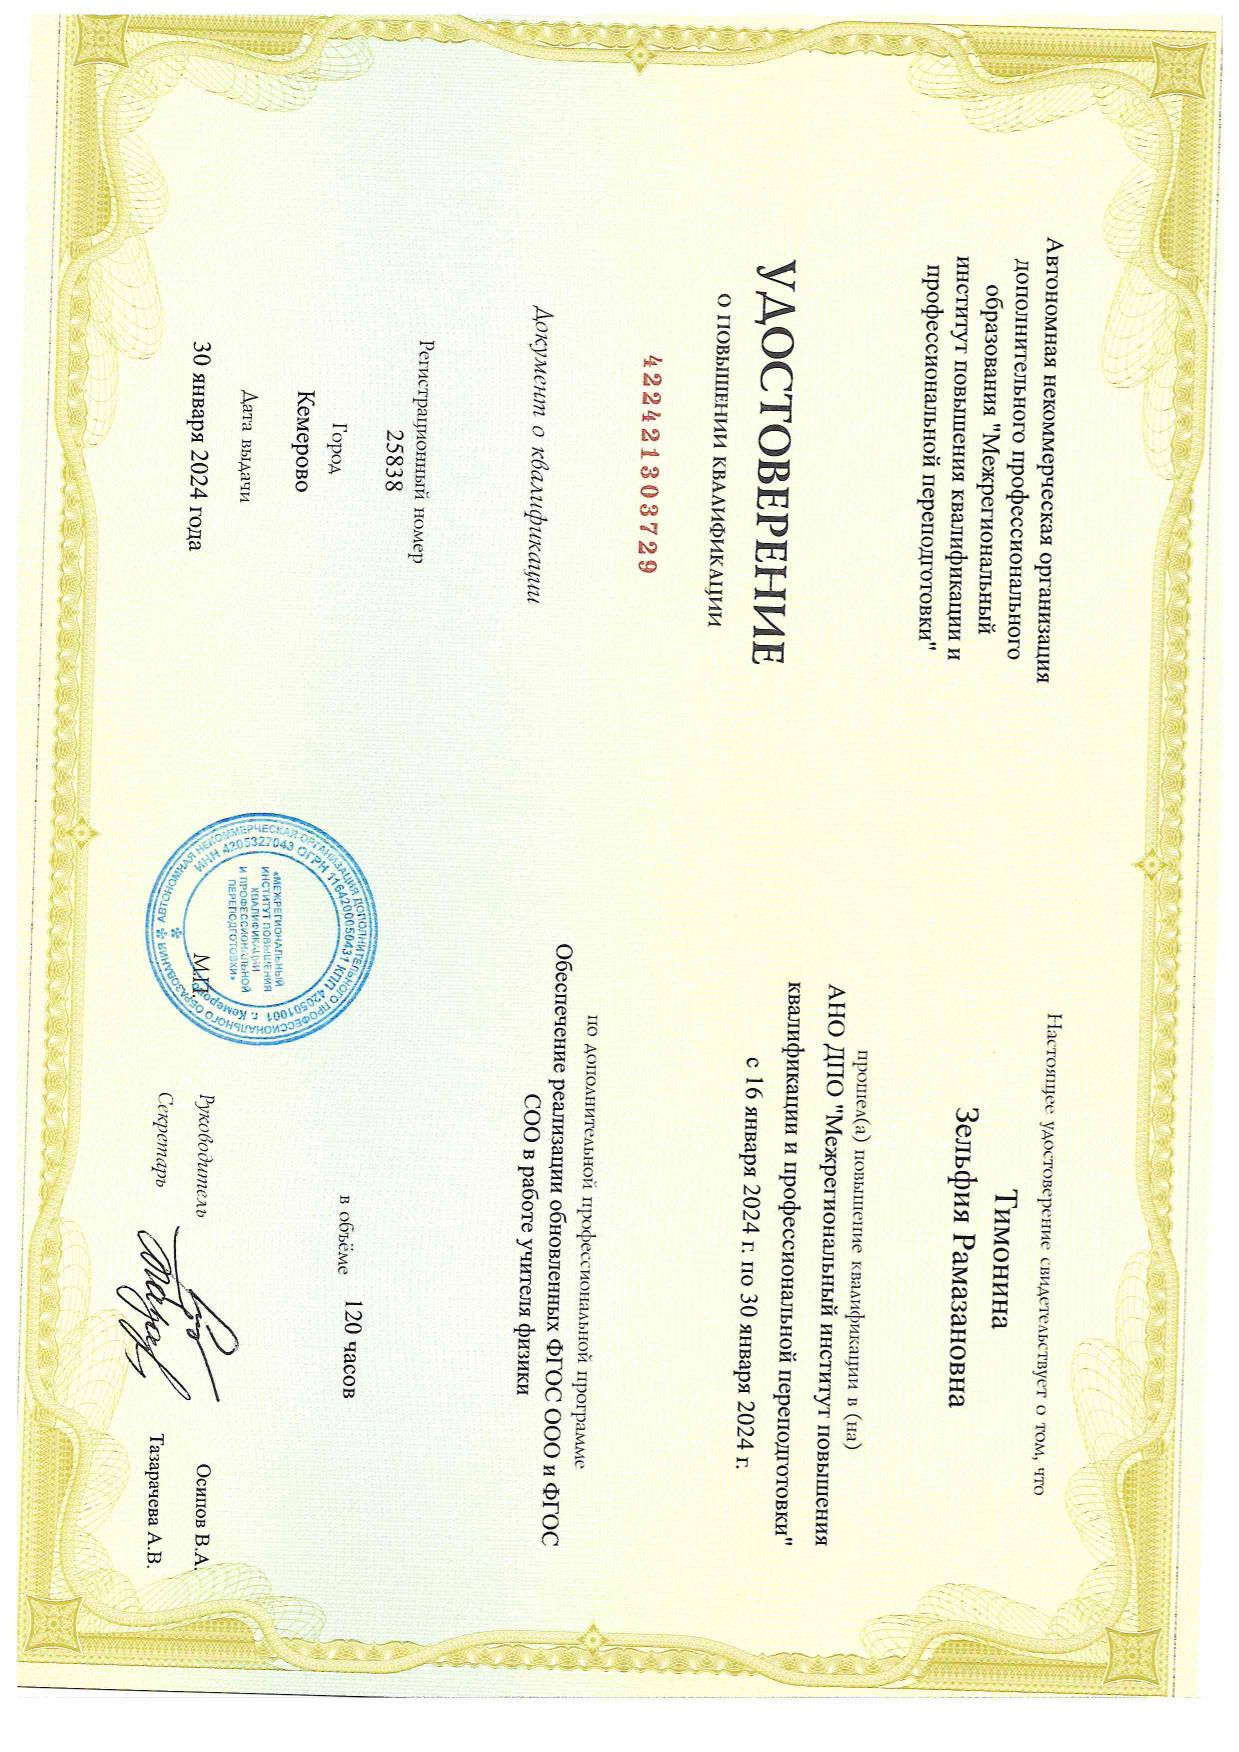 Автономная некоммерческая организация
дополнительного профессионального
образования "Межрегиональный
институт повышения квалификации и
профессиональной переподготовки"
УДОСТОВЕРЕНИЕ
О ПОВЫШЕНИИ КВАЛИФИКАЦИИ
422421303729
Документ о квалификации
Регистрационный номер
25838
Город
Кемерово
Дата выдачи
30 января 2024 года
Настоящее удостоверение свидетельствует о том, что
Тимонина
Зельфия Рамазановна
прошел(а) повышение квалификации в (на)
АНО ДПО "Межрегиональный институт повышения
квалификации и профессиональной переподготовки"
с 16 января 2024 г. по 30 января 2024 г.
по дополнительной профессиональной программе
Обеспечение реализации обновленных ФГОС ООО и ФГОС
СОО в работе учителя физики
в объёме 120 часов
АВТОНОМНАЯ НЕКОММЕРЧЕСКАЯ ОРГАНИЗАЦИЯ ДОПОЛНИТЕЛЬНОГО ПРОФЕССИОНАЛЬНОГО ОБРАЗОВАНИЯ
ИНН 4205327043 ОГРН 1164200050431 КПП 420501001 г. Кемерово
«МЕЖРЕГИОНАЛЬНЫЙ
ИНСТИТУТ ПОВЫШЕНИЯ
КВАЛИФИКАЦИИ
И ПРОФЕССИОНАЛЬНОЙ
ПЕРЕПОДГОТОВКИ»
М.П.
Руководитель Осипов В.А.
Секретарь Тазарачева А.В.